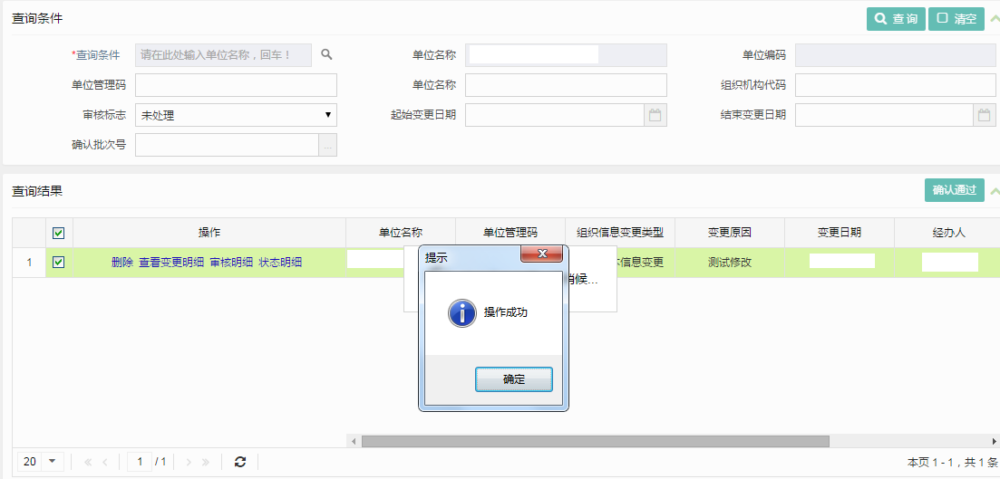 查询条件 查 询 清空
*查询条件 请在此处输入单位名称，回车！ 单位名称 单位编码
单位管理码 单位名称 组织机构代码
审核标志 未处理 起始变更日期 结束变更日期
确认批次号 ...
查询结果 确认通过
操作 单位名称 单位管理码 组织信息变更类型 变更原因 变更日期 经办人
1 删除 查看变更明细 审核明细 状态明细 信息变更 测试修改
提示
候...
操作成功
确定
20 1 / 1 本页 1 - 1，共 1 条